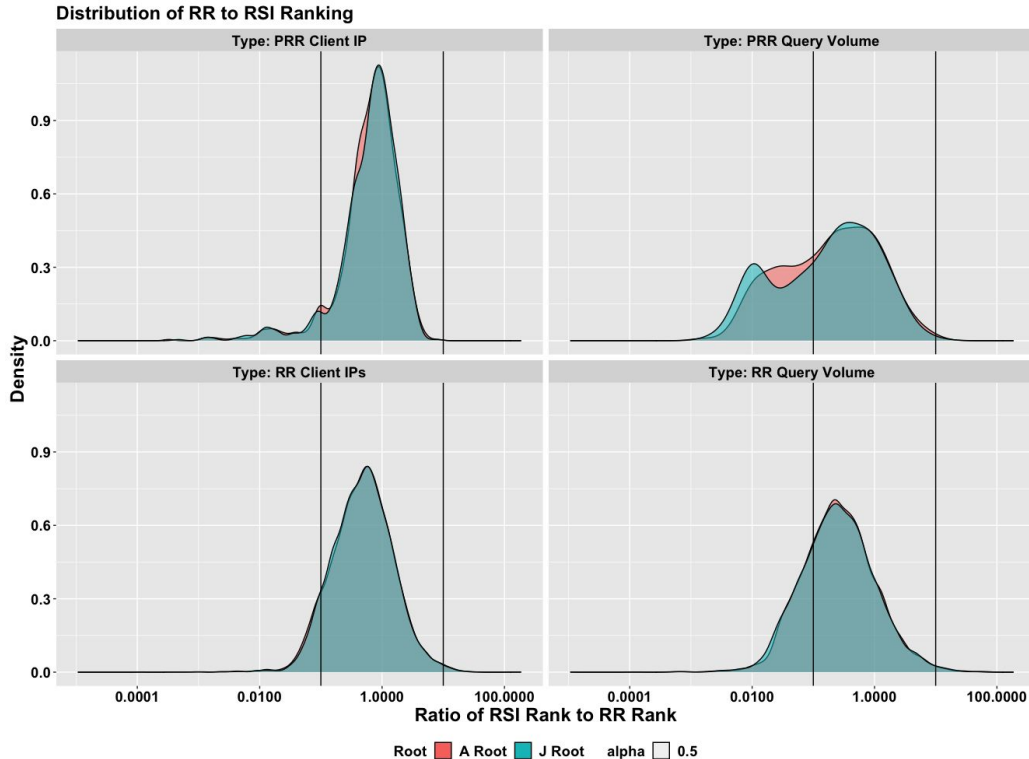 Distribution of RR to RSI Ranking
Type: PRR Client IP
Type: PRR Query Volume
0.9
0.6
0.3
0.0
Type: RR Client IPs
Type: RR Query Volume
0.9
0.6
0.3
0.0
Density
0.0001 0.0100 1.0000 100.0000
0.0001 0.0100 1.0000 100.0000
Ratio of RSI Rank to RR Rank
Root A Root J Root alpha 0.5